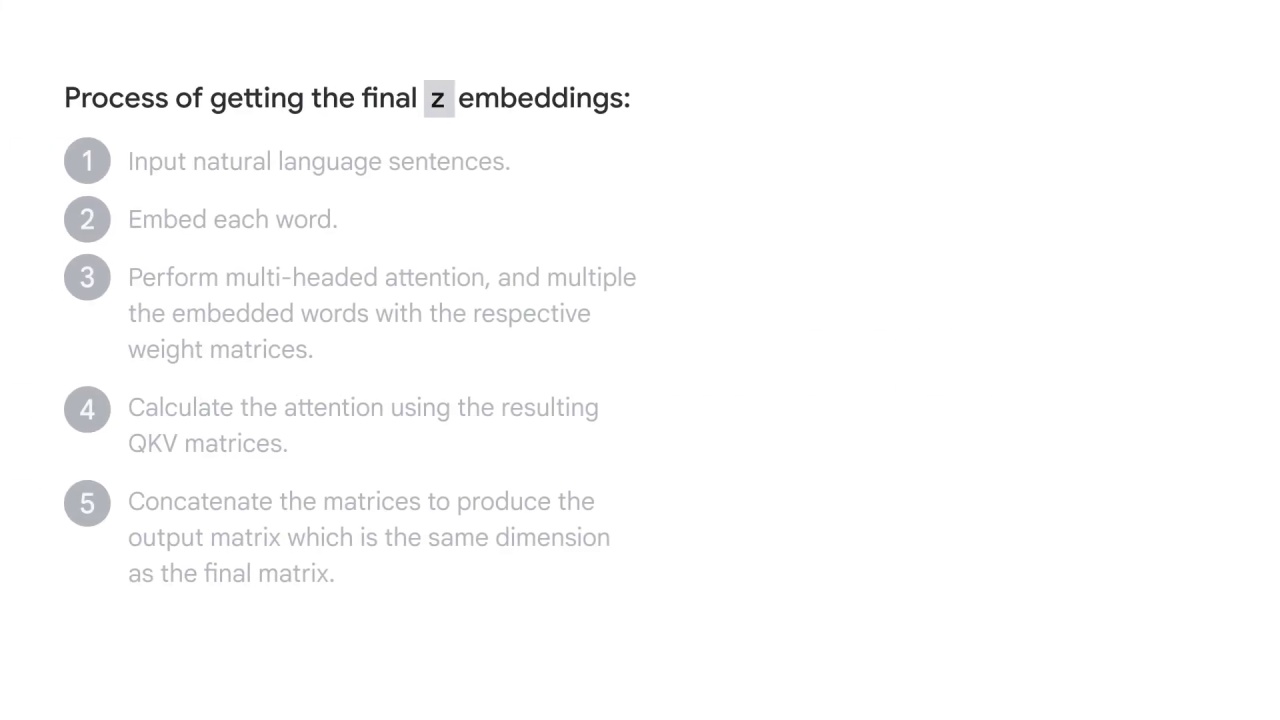 Process of getting the final z embeddings:
1 Input natural language sentences.
2 Embed each word.
3 Perform multi-headed attention, and multiple
the embedded words with the respective
weight matrices.
4 Calculate the attention using the resulting
QKV matrices.
5 Concatenate the matrices to produce the
output matrix which is the same dimension
as the final matrix.